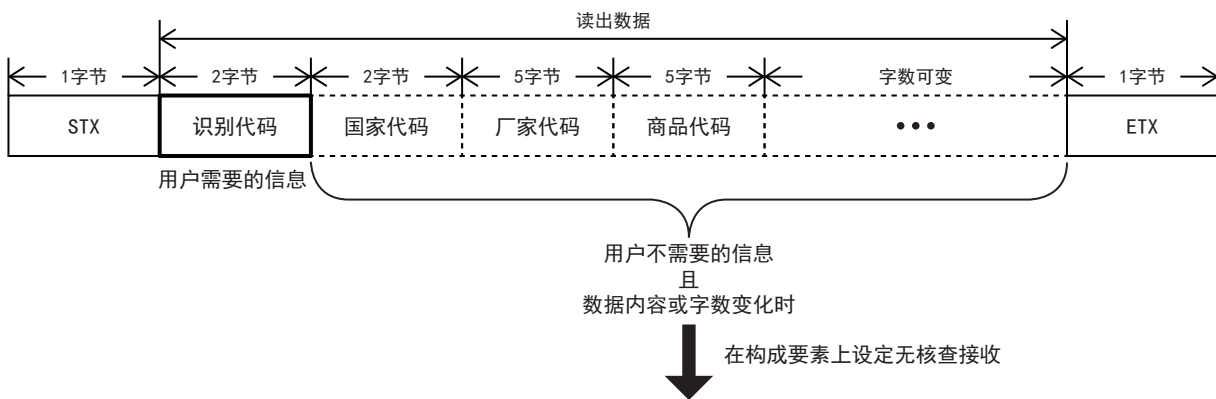 读出数据
1字节 2字节 2字节 5字节 5字节 字数可变 1字节
STX 识别代码 国家代码 厂家代码 商品代码 ••• ETX
用户需要的信息
用户不需要的信息
且
数据内容或字数变化时
在构成要素上设定无核查接收